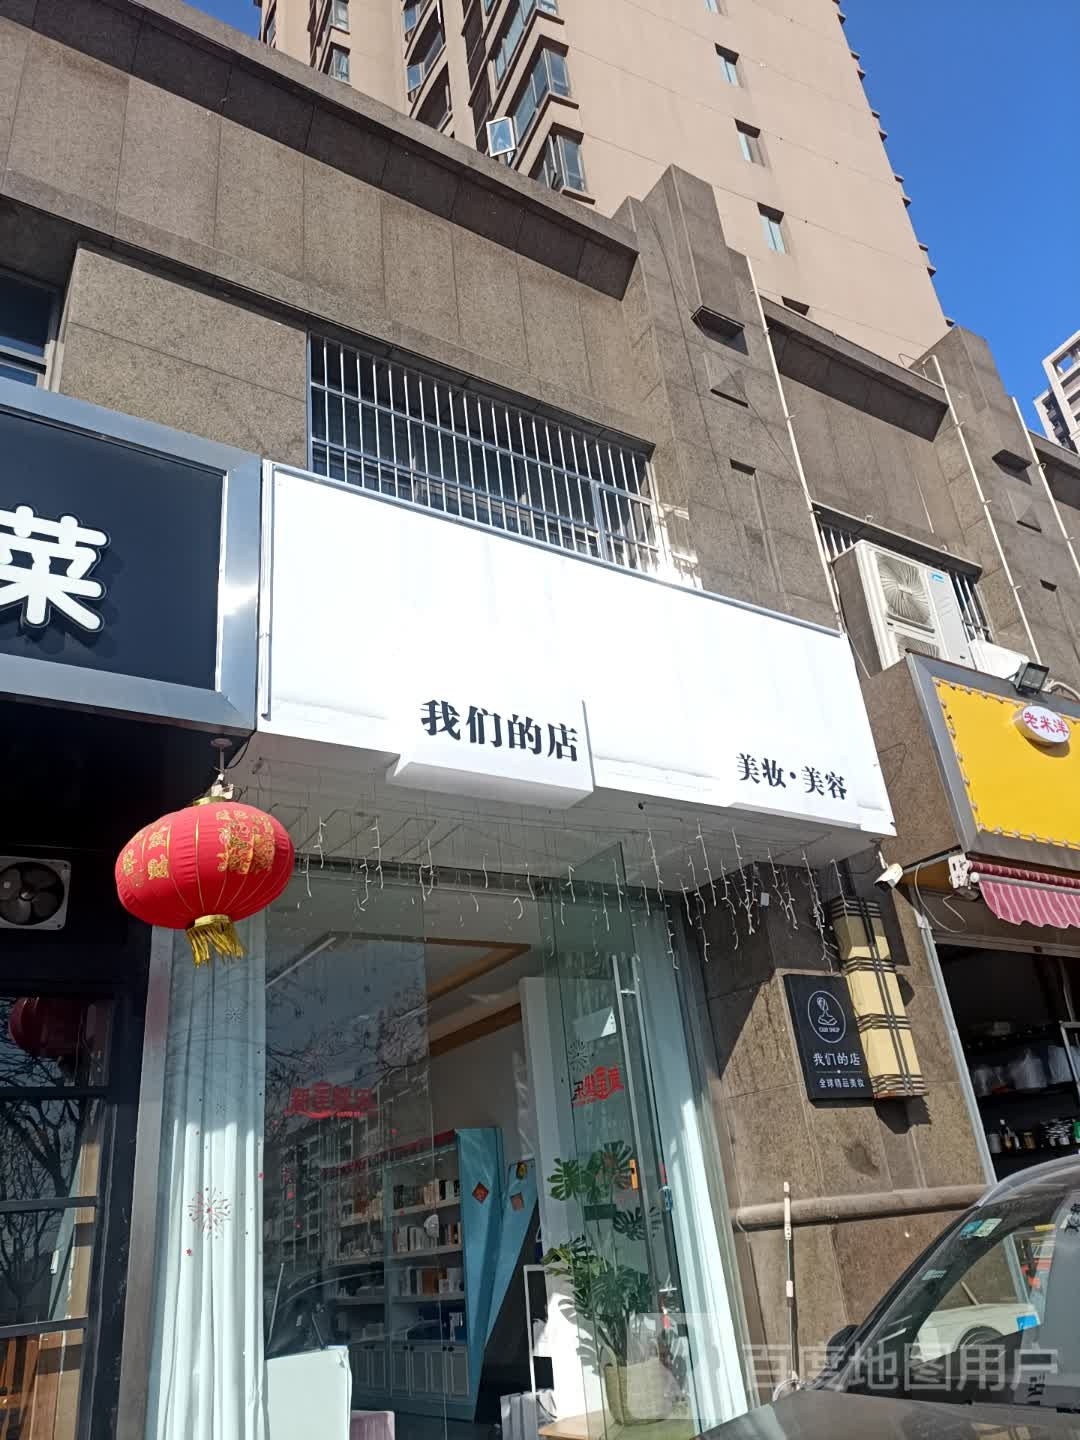 菜
我们的店
美妆·美容
老米洋
我们的店
全球精品美妆
百度地图用户